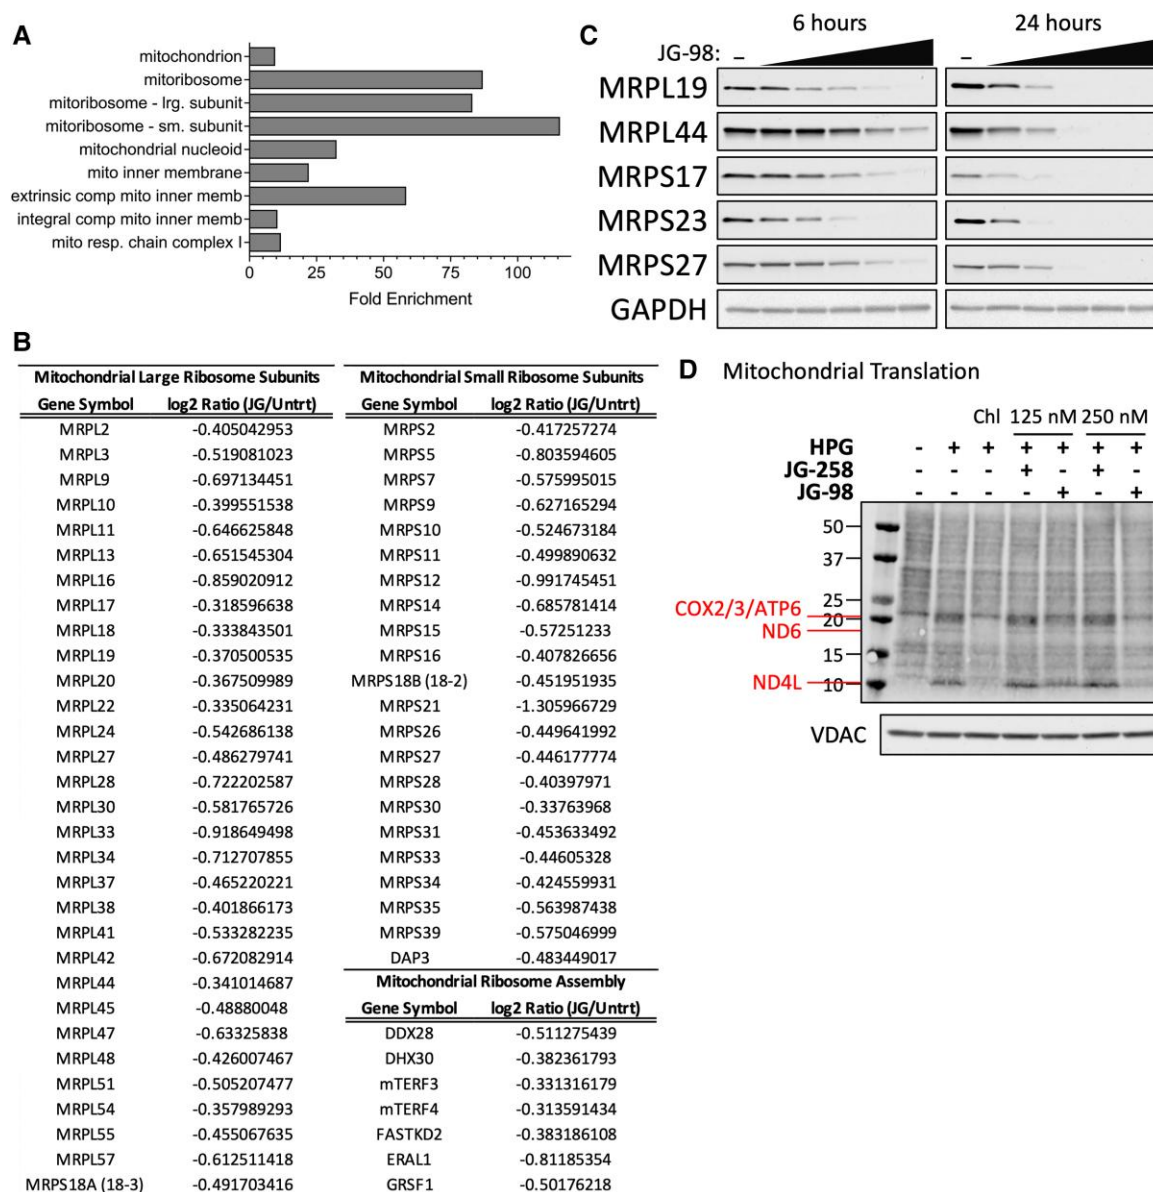 A
mitochondrion
mitoribosome
mitoribosome - lrg. subunit
mitoribosome - sm. subunit
mitochondrial nucleoid
mito inner membrane
extrinsic comp mito inner memb
integral comp mito inner memb
mito resp. chain complex I
0 25 50 75 100
Fold Enrichment
B
Mitochondrial Large Ribosome Subunits
Gene Symbol log2 Ratio (JG/Untrt)
MRPL2 -0.405042953
MRPL3 -0.519081023
MRPL9 -0.697134451
MRPL10 -0.399551538
MRPL11 -0.646625848
MRPL13 -0.651545304
MRPL16 -0.859020912
MRPL17 -0.318596638
MRPL18 -0.333843501
MRPL19 -0.370500535
MRPL20 -0.367509989
MRPL22 -0.335064231
MRPL24 -0.542686138
MRPL27 -0.486279741
MRPL28 -0.722202587
MRPL30 -0.581765726
MRPL33 -0.918649498
MRPL34 -0.712707855
MRPL37 -0.465220221
MRPL38 -0.401866173
MRPL41 -0.533282235
MRPL42 -0.672082914
MRPL44 -0.341014687
MRPL45 -0.48880048
MRPL47 -0.63325838
MRPL48 -0.426007467
MRPL51 -0.505207477
MRPL54 -0.357989293
MRPL55 -0.455067635
MRPL57 -0.612511418
MRPS18A (18-3) -0.491703416
Mitochondrial Small Ribosome Subunits
Gene Symbol log2 Ratio (JG/Untrt)
MRPS2 -0.417257274
MRPS5 -0.803594605
MRPS7 -0.575995015
MRPS9 -0.627165294
MRPS10 -0.524673184
MRPS11 -0.499890632
MRPS12 -0.991745451
MRPS14 -0.685781414
MRPS15 -0.57251233
MRPS16 -0.407826656
MRPS18B (18-2) -0.451951935
MRPS21 -1.305966729
MRPS26 -0.449641992
MRPS27 -0.446177774
MRPS28 -0.40397971
MRPS30 -0.33763968
MRPS31 -0.453633492
MRPS33 -0.44605328
MRPS34 -0.424559931
MRPS35 -0.563987438
MRPS39 -0.575046999
DAP3 -0.483449017
Mitochondrial Ribosome Assembly
Gene Symbol log2 Ratio (JG/Untrt)
DDX28 -0.511275439
DHX30 -0.382361793
mTERF3 -0.331316179
mTERF4 -0.313591434
FASTKD2 -0.383186108
ERAL1 -0.81185354
GRSF1 -0.50176218
C
6 hours 24 hours
JG-98: – –
MRPL19
MRPL44
MRPS17
MRPS23
MRPS27
GAPDH
D Mitochondrial Translation
Chl 125 nM 250 nM
HPG - + + + + + +
JG-258 - - - + - + -
JG-98 - - - - + - +
50
37
25
COX2/3/ATP6 20
ND6
15
ND4L 10
VDAC